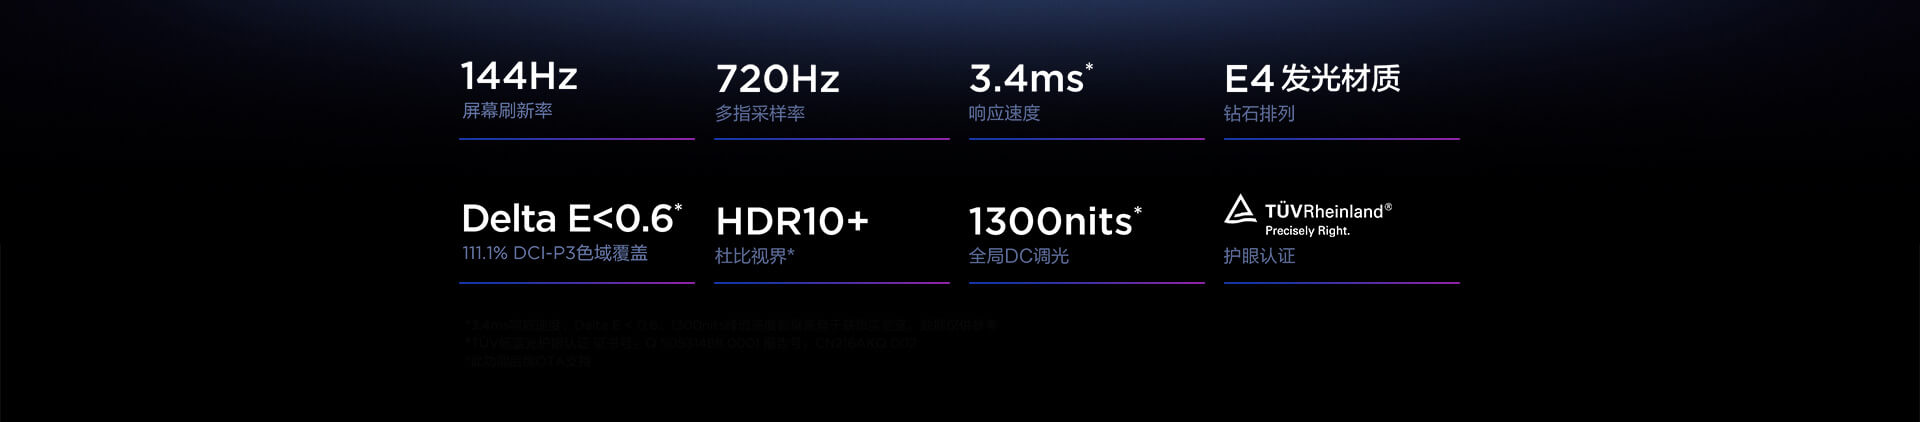 144Hz
屏幕刷新率
720Hz
多指采样率
3.4ms*
响应速度
E4 发光材质
钻石排列
Delta E<0.6*
111.1% DCI-P3色域覆盖
HDR10+
杜比视界*
1300nits*
全局DC调光
TÜVRheinland®
Precisely Right.
护眼认证